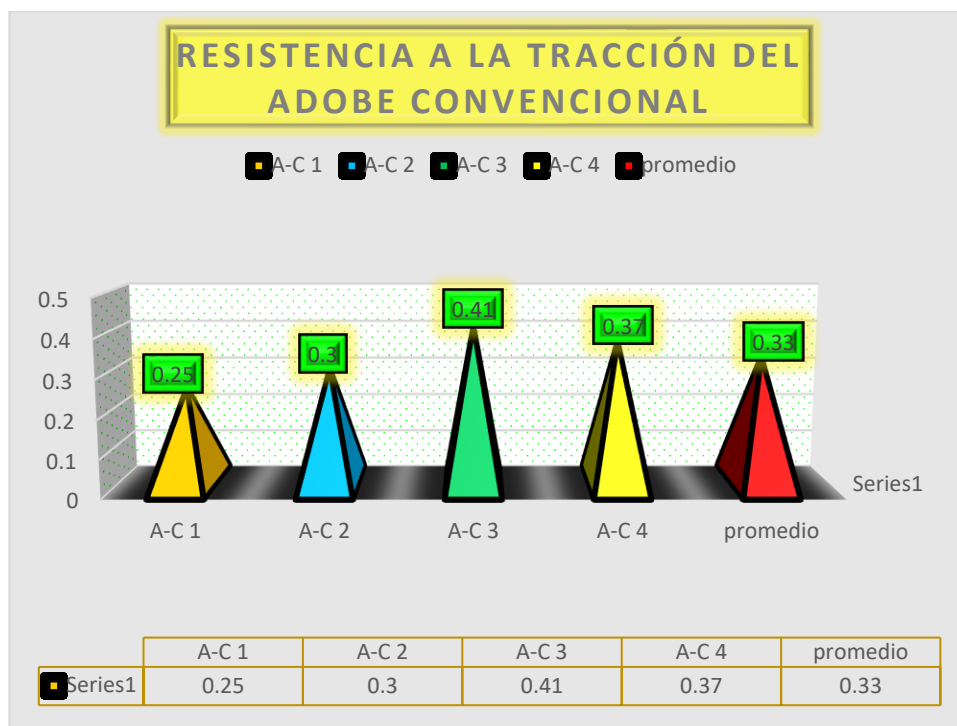 RESISTENCIA A LA TRACCIÓN DEL
ADOBE CONVENCIONAL
A-C 1 A-C 2 A-C 3 A-C 4 promedio
0.5
0.4
0.3
0.2
0.1
0
0.25
0.3
0.41
0.37
0.33
Series1
A-C 1 A-C 2 A-C 3 A-C 4 promedio
A-C 1 A-C 2 A-C 3 A-C 4 promedio
Series1 0.25 0.3 0.41 0.37 0.33